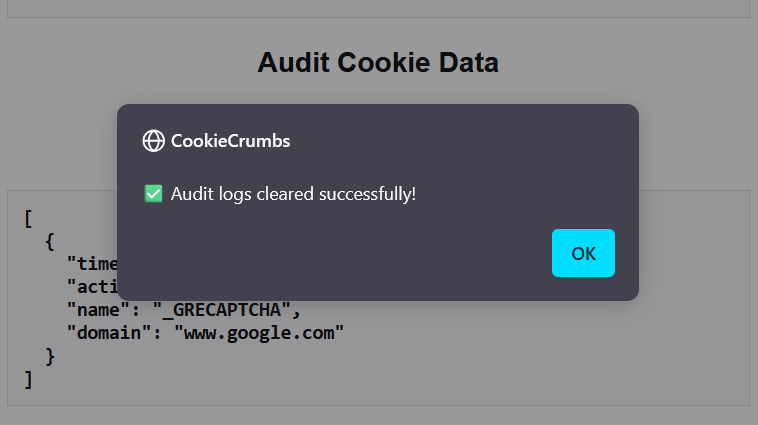 Audit Cookie Data
CookieCrumbs
✅ Audit logs cleared successfully!
OK
[
{
"time
"acti
"name": "_GRECAPTCHA",
"domain": "www.google.com"
}
]